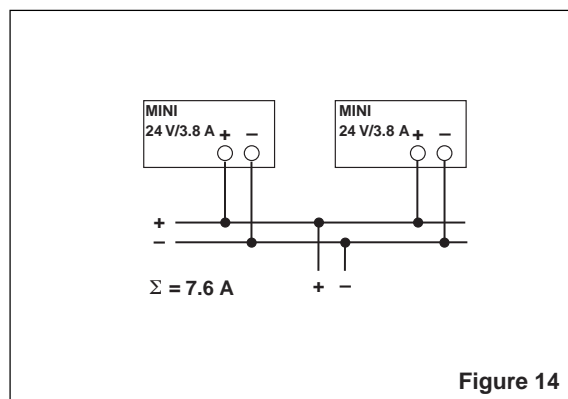 MINI
24 V/3.8 A + –
MINI
24 V/3.8 A + –
+
–
Σ = 7.6 A
+ –
Figure 14